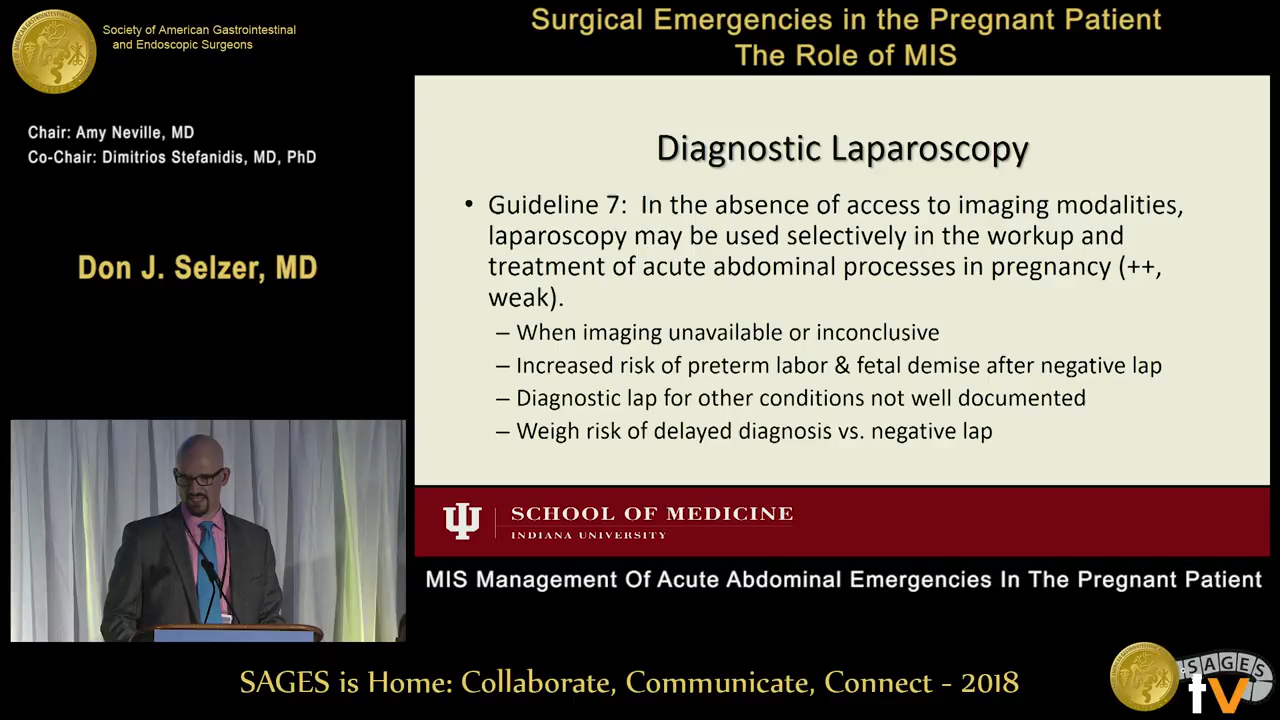 Society of American Gastrointestinal
and Endoscopic Surgeons
Surgical Emergencies in the Pregnant Patient
The Role of MIS
Chair: Amy Neville, MD
Co-Chair: Dimitrios Stefanidis, MD, PhD
Don J. Selzer, MD
Diagnostic Laparoscopy
• Guideline 7: In the absence of access to imaging modalities,
laparoscopy may be used selectively in the workup and
treatment of acute abdominal processes in pregnancy (++,
weak).
– When imaging unavailable or inconclusive
– Increased risk of preterm labor & fetal demise after negative lap
– Diagnostic lap for other conditions not well documented
– Weigh risk of delayed diagnosis vs. negative lap
SCHOOL OF MEDICINE
INDIANA UNIVERSITY
MIS Management Of Acute Abdominal Emergencies In The Pregnant Patient
SAGES is Home: Collaborate, Communicate, Connect - 2018
SAGES
tv